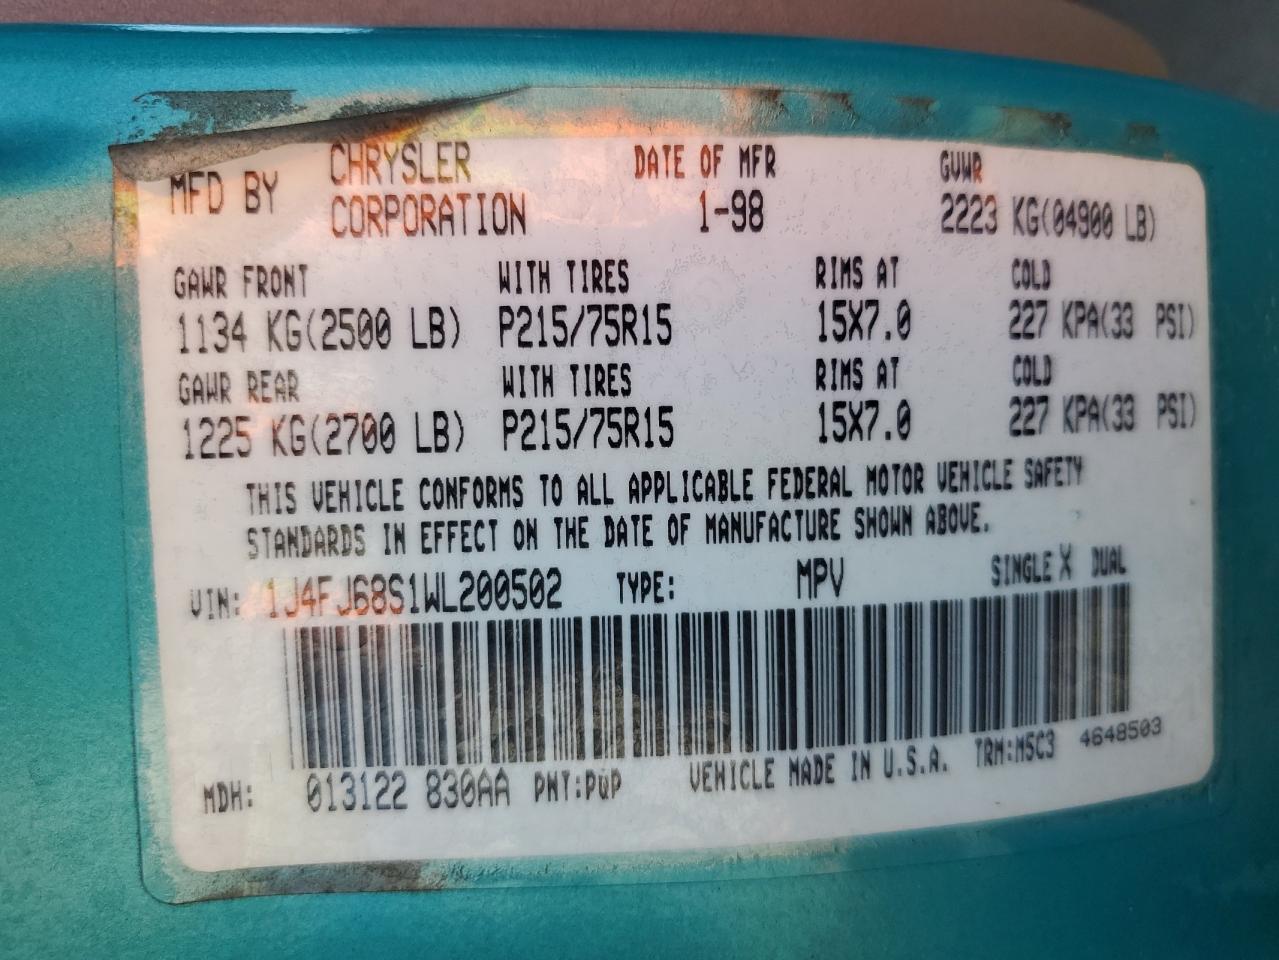 MFD BY CHRYSLER CORPORATION DATE OF MFR 1-98 GVWR 2223 KG(04900 LB)
GAWR FRONT WITH TIRES RIMS AT COLD
1134 KG(2500 LB) P215/75R15 15X7.0 227 KPA(33 PSI)
GAWR REAR WITH TIRES RIMS AT COLD
1225 KG(2700 LB) P215/75R15 15X7.0 227 KPA(33 PSI)
THIS VEHICLE CONFORMS TO ALL APPLICABLE FEDERAL MOTOR VEHICLE SAFETY
STANDARDS IN EFFECT ON THE DATE OF MANUFACTURE SHOWN ABOVE.
VIN: 1J4FJ68S1WL200502 TYPE: MPV SINGLE X DUAL
MDH: 013122 830AA PNT:PQP VEHICLE MADE IN U.S.A. TRM:M5C3 4648503